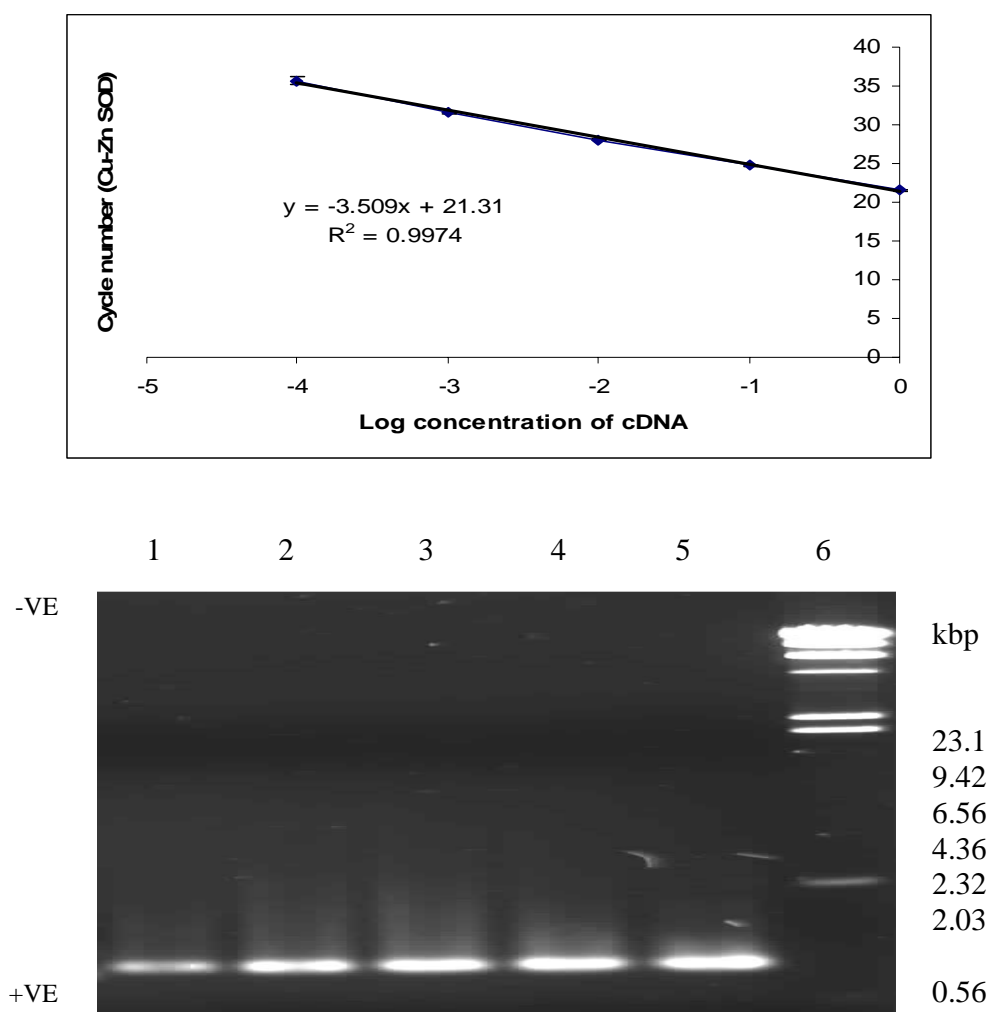 40
35
30
25
20
15
10
5
0
Cycle number (Cu-Zn SOD)
y = -3.509x + 21.31
R² = 0.9974
-5 -4 -3 -2 -1 0
Log concentration of cDNA
1 2 3 4 5 6
-VE
kbp
23.1
9.42
6.56
4.36
2.32
2.03
+VE
0.56